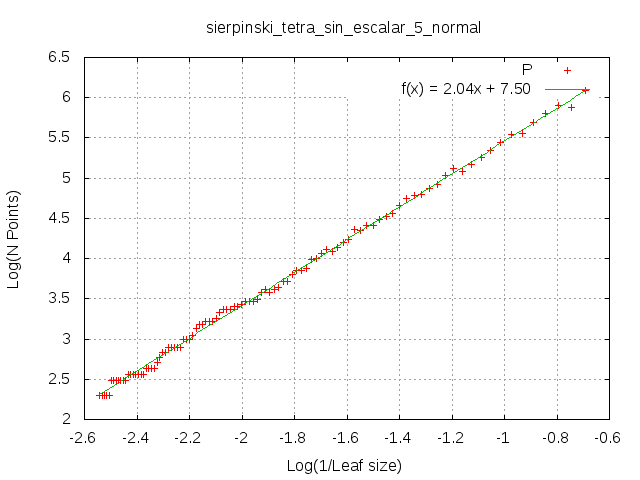 sierpinski_tetra_sin_escalar_5_normal
P
f(x) = 2.04x + 7.50
6.5
6
5.5
5
4.5
4
3.5
3
2.5
2
Log(N Points)
-2.6 -2.4 -2.2 -2 -1.8 -1.6 -1.4 -1.2 -1 -0.8 -0.6
Log(1/Leaf size)